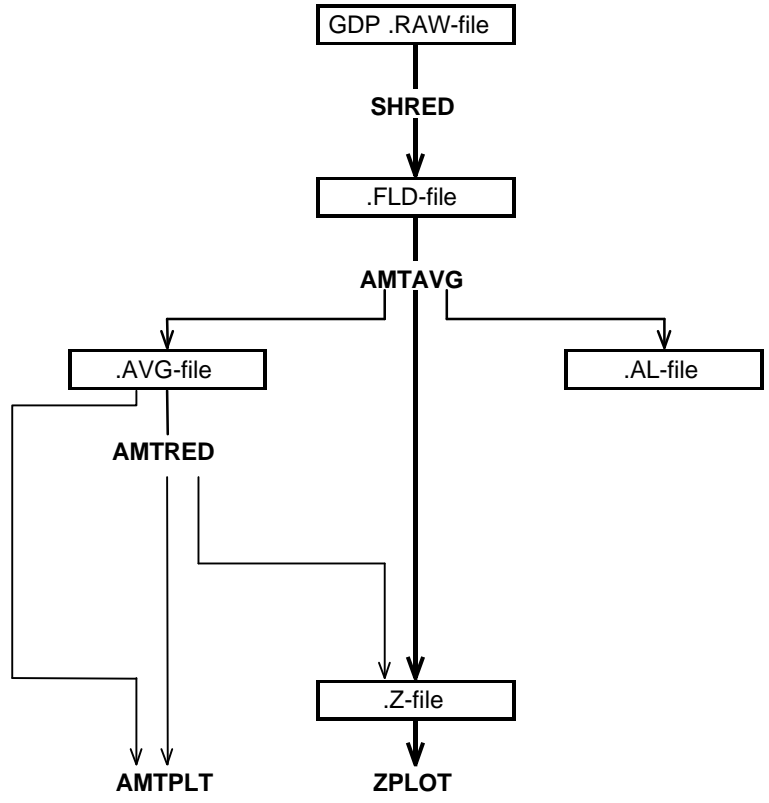 GDP .RAW-file
SHRED
.FLD-file
AMTAVG
.AVG-file
.AL-file
AMTRED
.Z-file
AMTPLT
ZPLOT